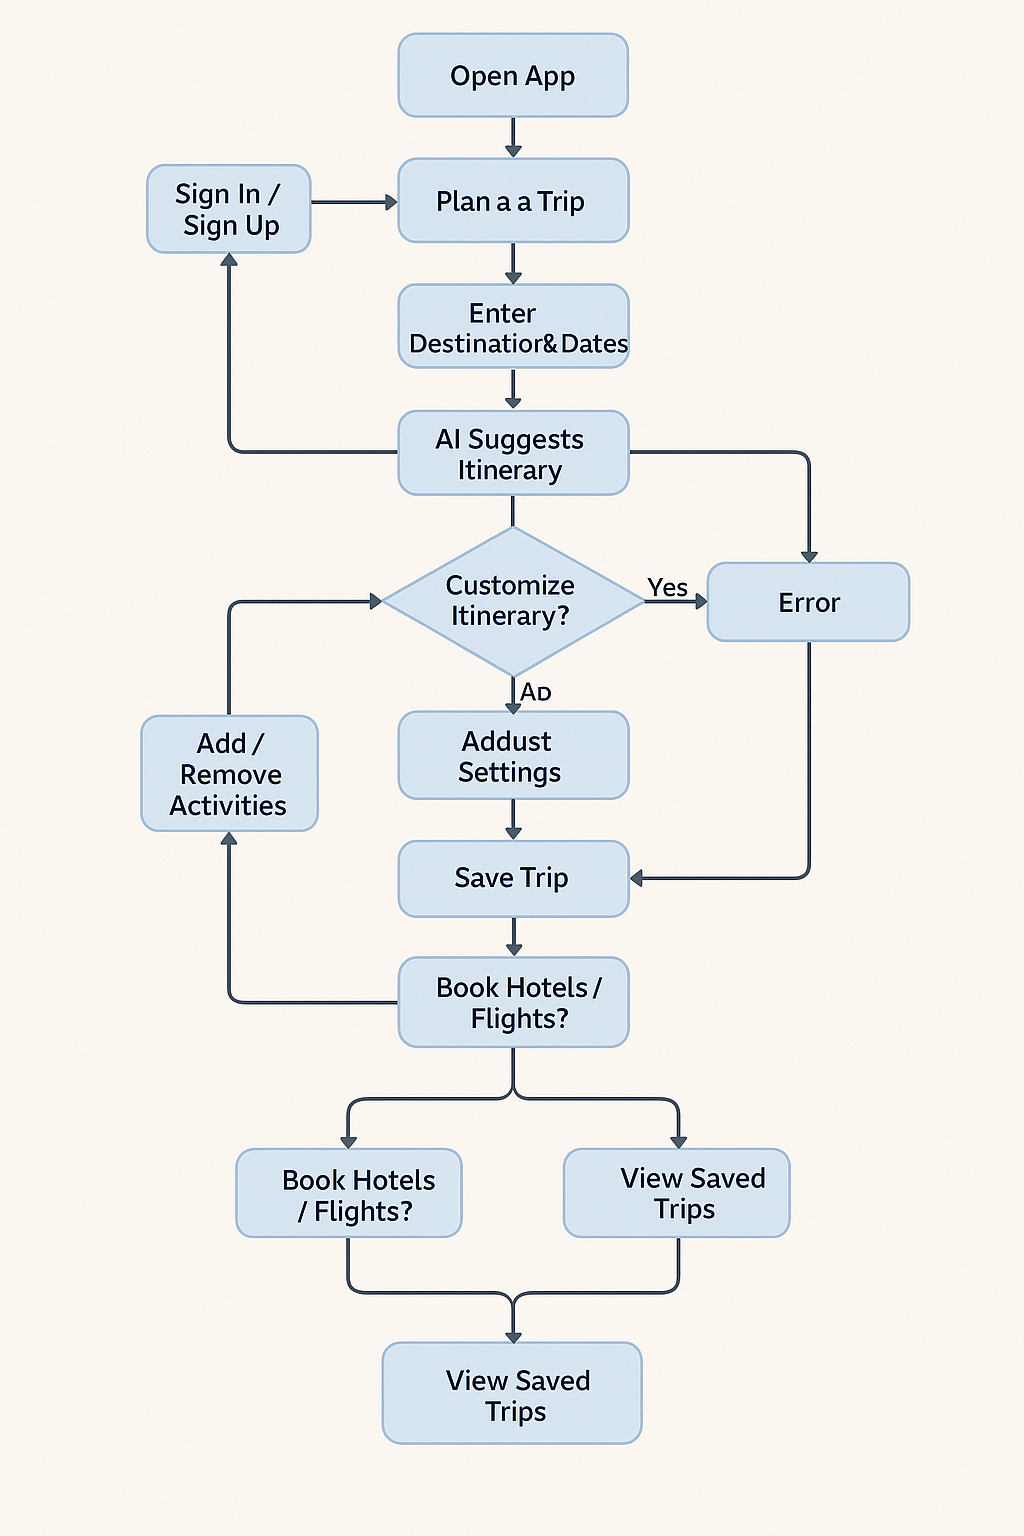 Open App
Sign In /
Sign Up
Plan a a Trip
Enter
Destinatior& Dates
AI Suggests
Itinerary
Customize
Itinerary?
Yes
Error
AD
Add /
Remove
Activities
Addust
Settings
Save Trip
Book Hotels /
Flights?
Book Hotels
/ Flights?
View Saved
Trips
View Saved
Trips